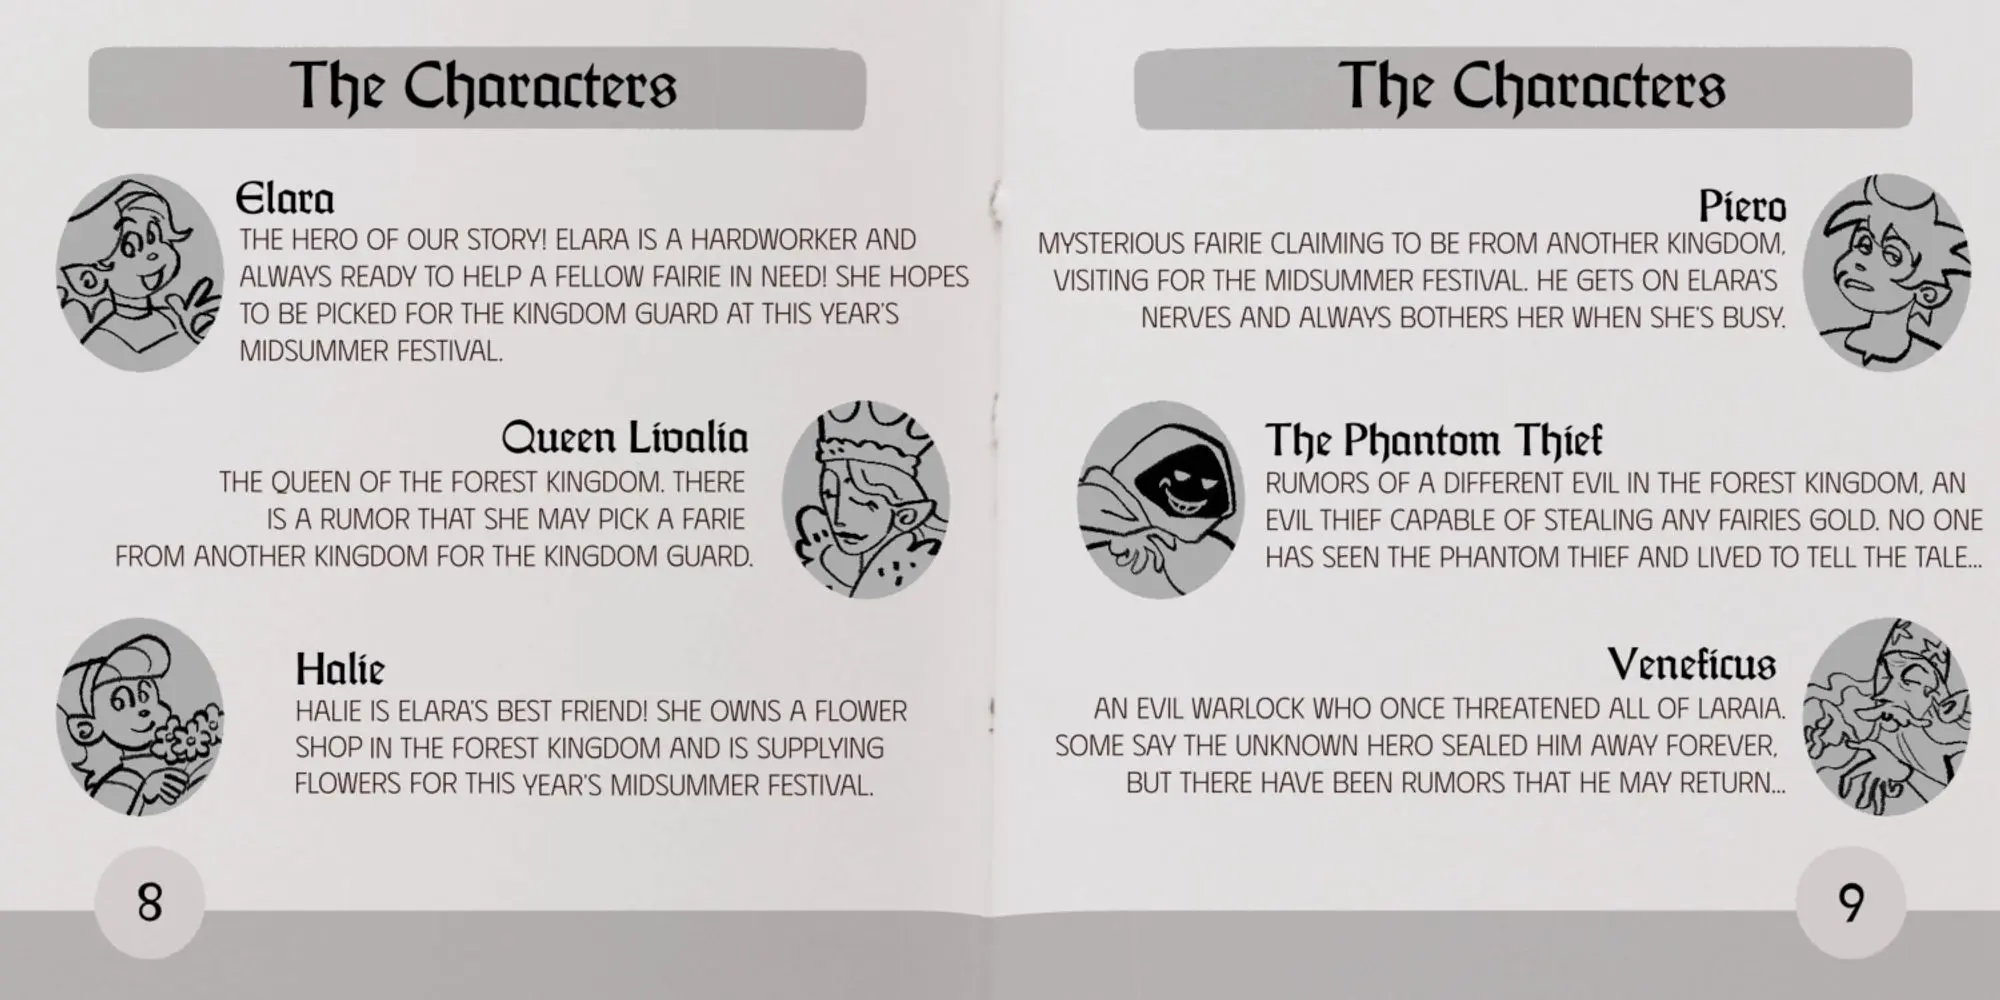 The Characters
Elara
THE HERO OF OUR STORY! ELARA IS A HARDWORKER AND
ALWAYS READY TO HELP A FELLOW FAIRIE IN NEED! SHE HOPES
TO BE PICKED FOR THE KINGDOM GUARD AT THIS YEAR'S
MIDSUMMER FESTIVAL.
Queen Livalia
THE QUEEN OF THE FOREST KINGDOM. THERE
IS A RUMOR THAT SHE MAY PICK A FARIE
FROM ANOTHER KINGDOM FOR THE KINGDOM GUARD.
Halie
HALIE IS ELARA'S BEST FRIEND! SHE OWNS A FLOWER
SHOP IN THE FOREST KINGDOM AND IS SUPPLYING
FLOWERS FOR THIS YEAR'S MIDSUMMER FESTIVAL.
8
The Characters
Piero
MYSTERIOUS FAIRIE CLAIMING TO BE FROM ANOTHER KINGDOM,
VISITING FOR THE MIDSUMMER FESTIVAL. HE GETS ON ELARA'S
NERVES AND ALWAYS BOTHERS HER WHEN SHE'S BUSY.
The Phantom Thief
RUMORS OF A DIFFERENT EVIL IN THE FOREST KINGDOM, AN
EVIL THIEF CAPABLE OF STEALING ANY FAIRIES GOLD. NO ONE
HAS SEEN THE PHANTOM THIEF AND LIVED TO TELL THE TALE...
Veneficus
AN EVIL WARLOCK WHO ONCE THREATENED ALL OF LARAIA.
SOME SAY THE UNKNOWN HERO SEALED HIM AWAY FOREVER,
BUT THERE HAVE BEEN RUMORS THAT HE MAY RETURN...
9